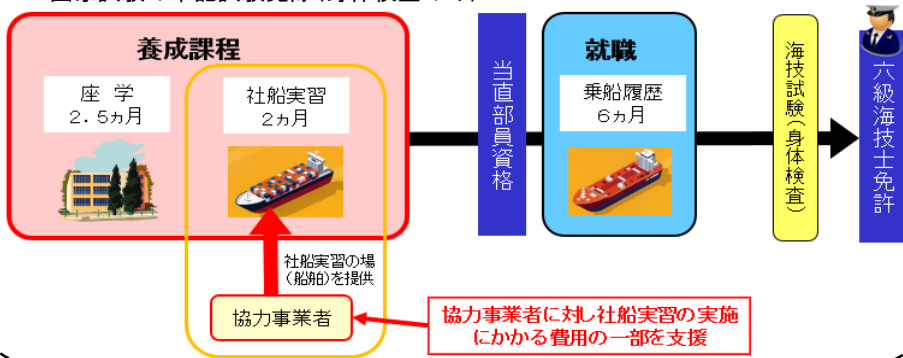 養成課程
座 学
2.5ヵ月
社船実習
2ヵ月
社船実習の場
(船舶)を提供
協力事業者
協力事業者に対し社船実習の実施
にかかる費用の一部を支援
当直部員資格
就職
乗船履歴
6ヵ月
海技試験(身体検査)
六級海技士免許